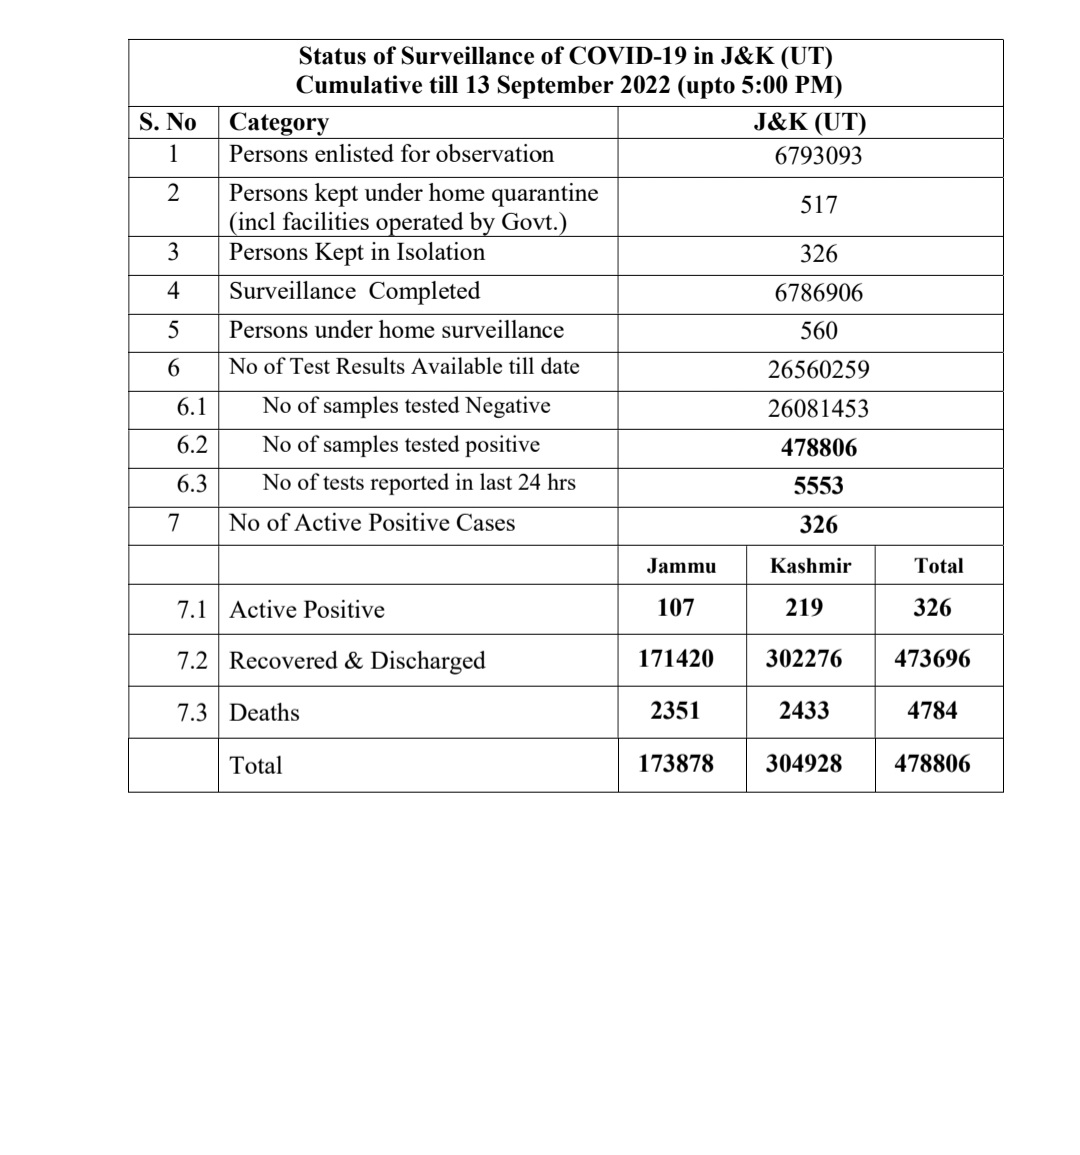 Status of Surveillance of COVID-19 in J&K (UT)
Cumulative till 13 September 2022 (upto 5:00 PM)
S. No Category J&K (UT)
1 Persons enlisted for observation 6793093
2 Persons kept under home quarantine
(incl facilities operated by Govt.) 517
3 Persons Kept in Isolation 326
4 Surveillance Completed 6786906
5 Persons under home surveillance 560
6 No of Test Results Available till date 26560259
6.1 No of samples tested Negative 26081453
6.2 No of samples tested positive 478806
6.3 No of tests reported in last 24 hrs 5553
7 No of Active Positive Cases 326
Jammu Kashmir Total
7.1 Active Positive 107 219 326
7.2 Recovered & Discharged 171420 302276 473696
7.3 Deaths 2351 2433 4784
Total 173878 304928 478806